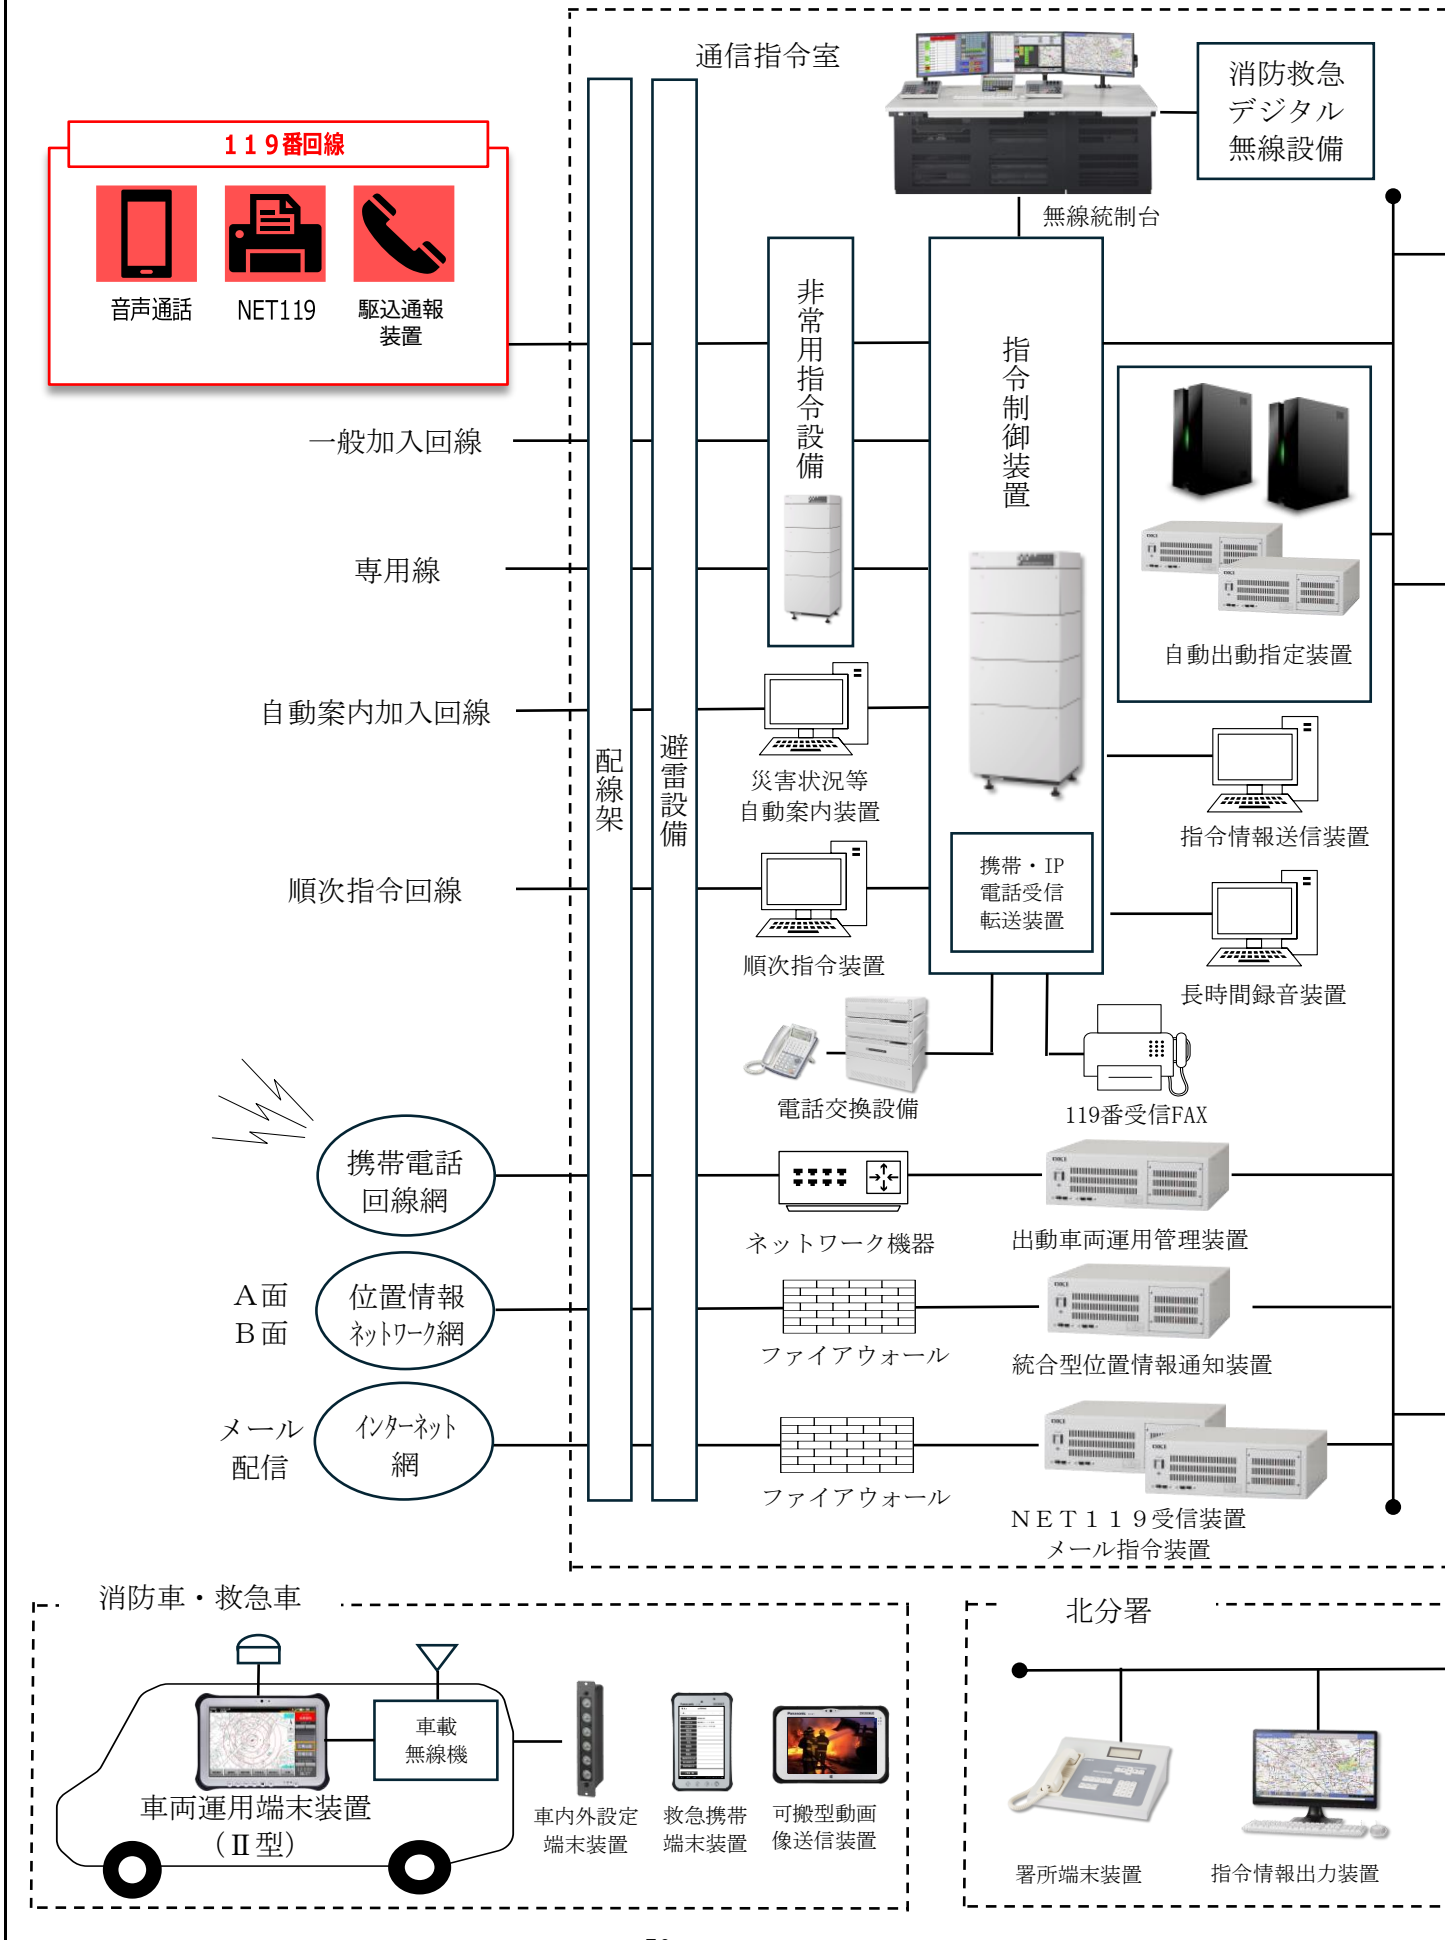 通信指令室
消防救急
デジタル
無線設備
無線統制台
１１９番回線
音声通話
NET119
駆込通報
装置
非常用指令設備
指令制御装置
一般加入回線
専用線
自動案内加入回線
順次指令回線
配線架
避雷設備
自動出動指定装置
災害状況等
自動案内装置
指令情報送信装置
携帯・IP
電話受信
転送装置
順次指令装置
長時間録音装置
電話交換設備
119番受信FAX
携帯電話
回線網
ネットワーク機器
出動車両運用管理装置
Ａ面
Ｂ面
位置情報
ネットワーク網
ファイアウォール
統合型位置情報通知装置
メール
配信
インターネット
網
ファイアウォール
ＮＥＴ１１９受信装置
メール指令装置
消防車・救急車
車載
無線機
車両運用端末装置
（Ⅱ型）
車内外設定
端末装置
救急携帯
端末装置
可搬型動画
像送信装置
北分署
署所端末装置
指令情報出力装置